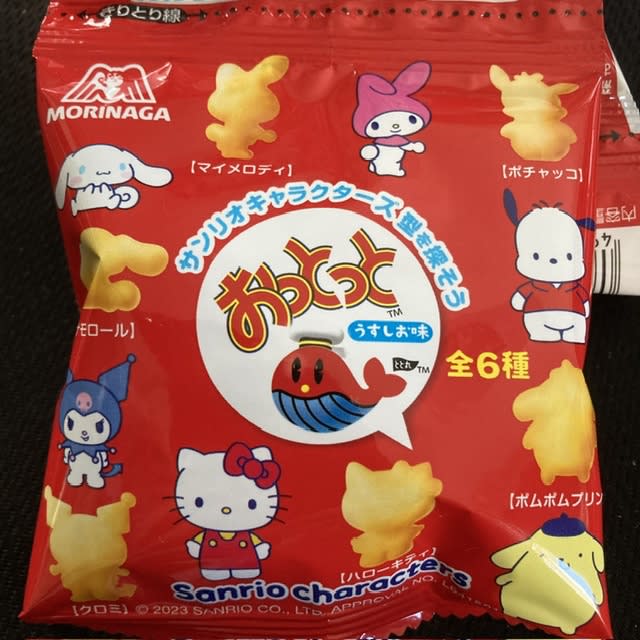 きりとり線
MORINAGA
【マイメロディ】
【ポチャッコ】
サンリオキャラクターズ 型を探そう
おっとっと
TM
うすしお味
内容量
モロール】
とと丸
TM
全6種
【ポムポムプリン
【ハローキティ】
Sanrio characters
【クロミ】 © 2023 SANRIO CO., LTD. APPROVAL NO.